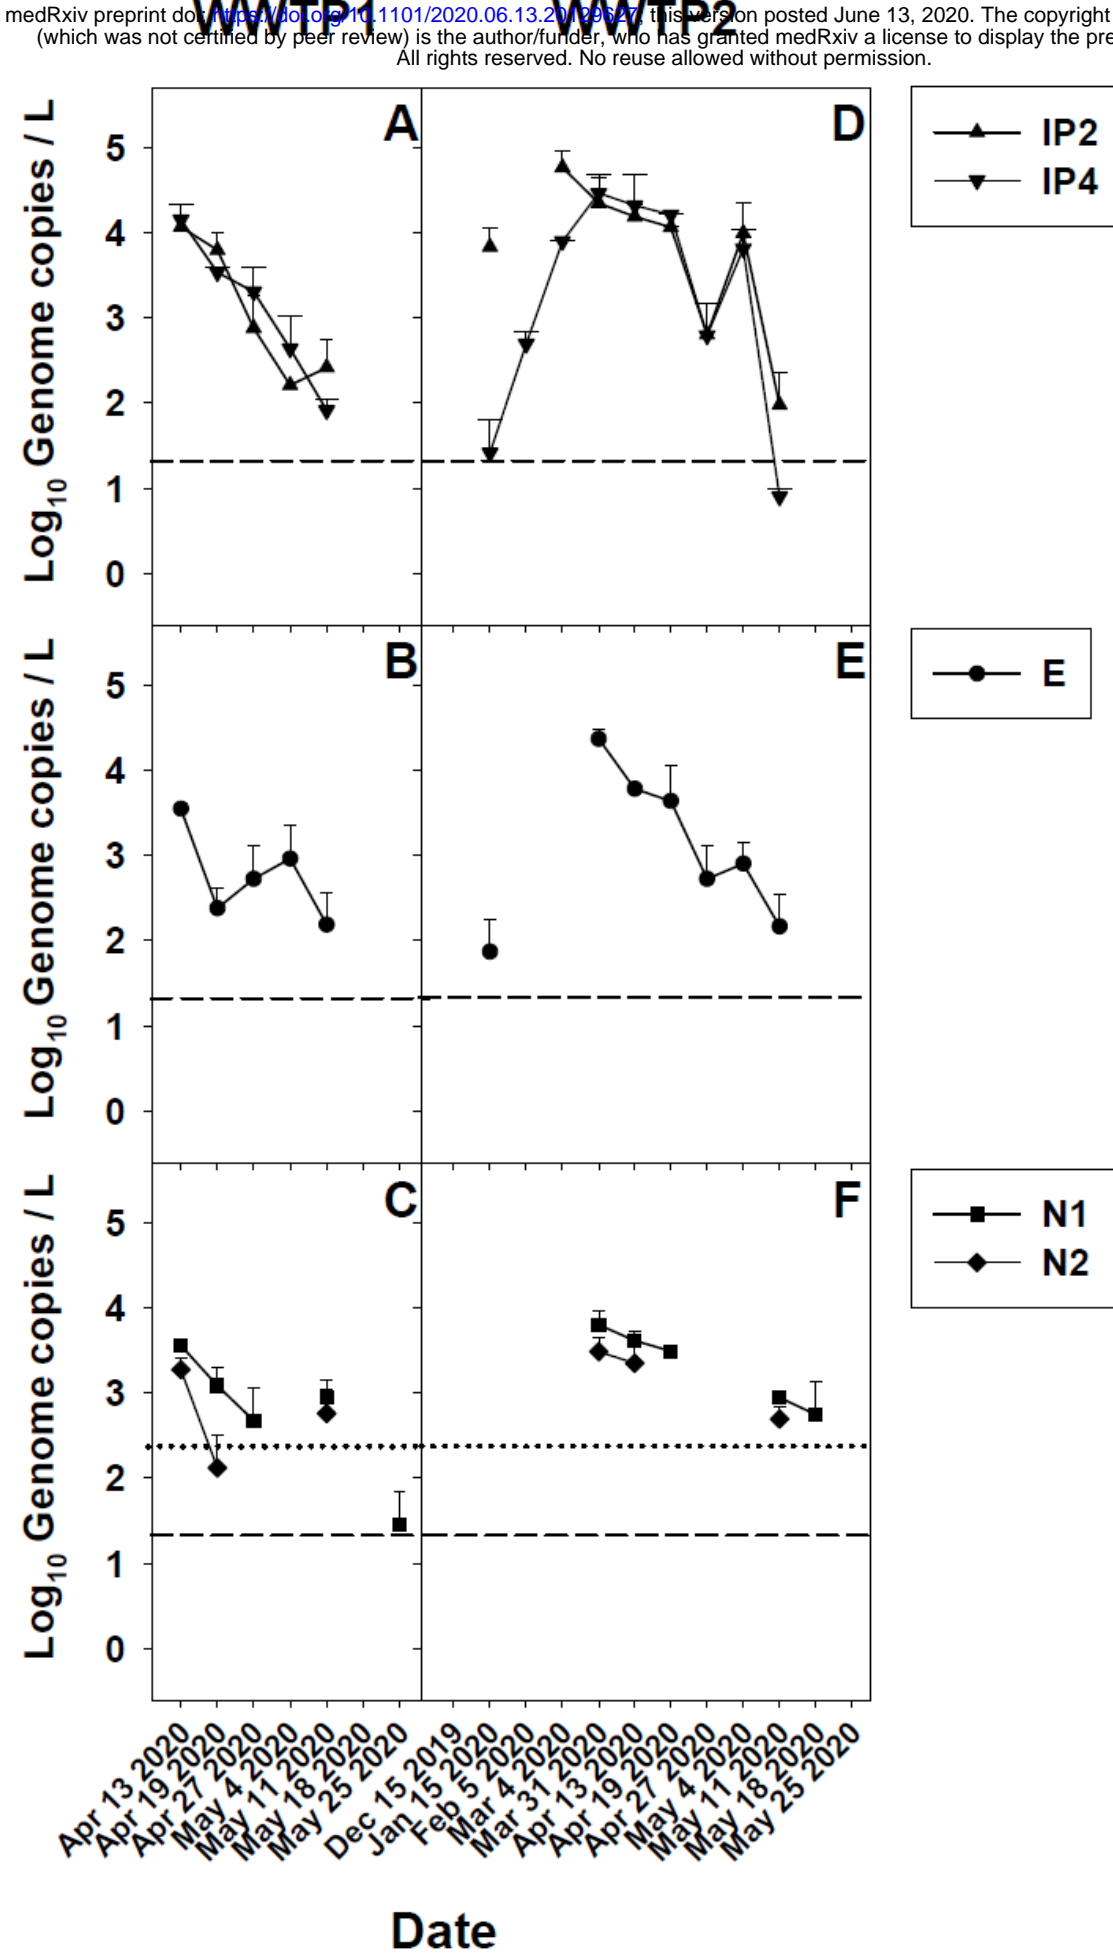 WWTP1 WWTP2
medRxiv preprint doi: https://doi.org/10.1101/2020.06.13.20129627; this version posted June 13, 2020. The copyright
(which was not certified by peer review) is the author/funder, who has granted medRxiv a license to display the pre
All rights reserved. No reuse allowed without permission.
A
D
5
4
3
2
1
0
Log10 Genome copies / L
IP2
IP4
B
E
5
4
3
2
1
0
Log10 Genome copies / L
E
C
F
5
4
3
2
1
0
Log10 Genome copies / L
N1
N2
Apr 13 2020
Apr 19 2020
Apr 27 2020
May 4 2020
May 11 2020
May 18 2020
May 25 2020
Dec 15 2019
Jan 15 2020
Feb 5 2020
Mar 4 2020
Mar 31 2020
Apr 13 2020
Apr 19 2020
Apr 27 2020
May 4 2020
May 11 2020
May 18 2020
May 25 2020
Date